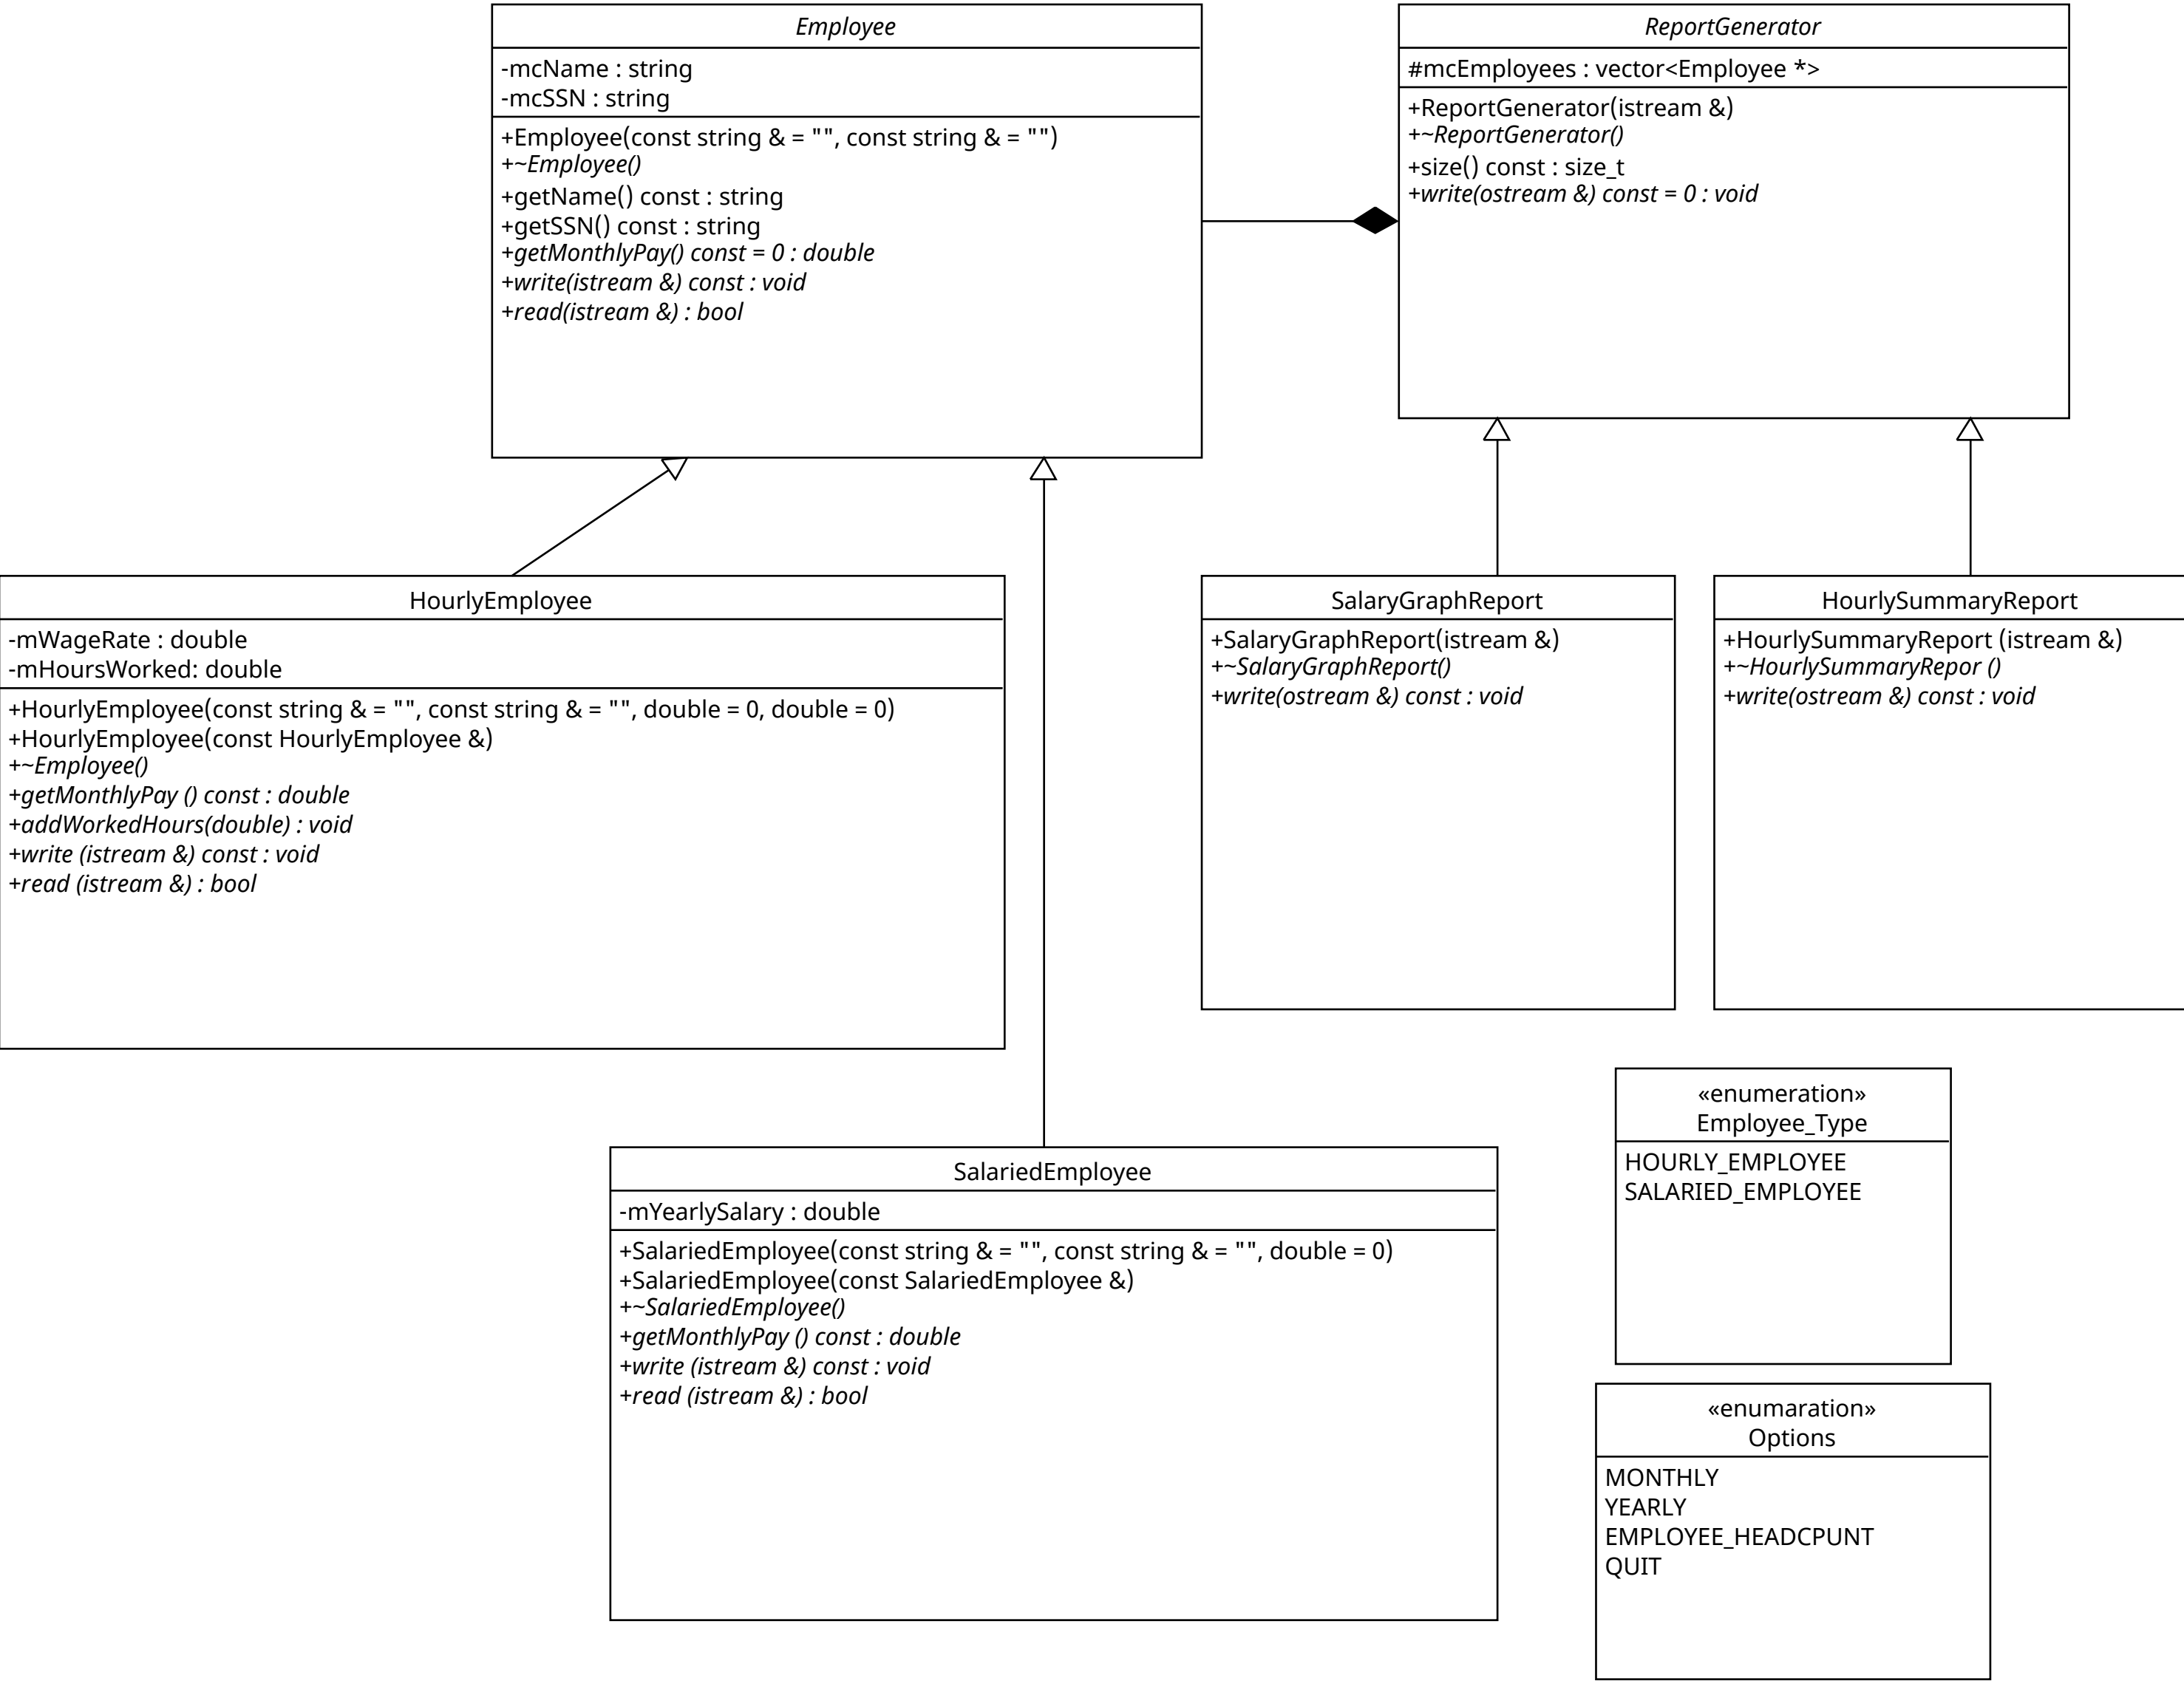 Employee
-mcName : string
-mcSSN : string
+Employee(const string & = "", const string & = "")
+~Employee()
+getName() const : string
+getSSN() const : string
+getMonthlyPay() const = 0 : double
+write(istream &) const : void
+read(istream &) : bool
ReportGenerator
#mcEmployees : vector<Employee *>
+ReportGenerator(istream &)
+~ReportGenerator()
+size() const : size_t
+write(ostream &) const = 0 : void
HourlyEmployee
-mWageRate : double
-mHoursWorked: double
+HourlyEmployee(const string & = "", const string & = "", double = 0, double = 0)
+HourlyEmployee(const HourlyEmployee &)
+~Employee()
+getMonthlyPay () const : double
+addWorkedHours(double) : void
+write (istream &) const : void
+read (istream &) : bool
SalaryGraphReport
+SalaryGraphReport(istream &)
+~SalaryGraphReport()
+write(ostream &) const : void
HourlySummaryReport
+HourlySummaryReport (istream &)
+~HourlySummaryRepor ()
+write(ostream &) const : void
SalariedEmployee
-mYearlySalary : double
+SalariedEmployee(const string & = "", const string & = "", double = 0)
+SalariedEmployee(const SalariedEmployee &)
+~SalariedEmployee()
+getMonthlyPay () const : double
+write (istream &) const : void
+read (istream &) : bool
«enumeration»
Employee_Type
HOURLY_EMPLOYEE
SALARIED_EMPLOYEE
«enumaration»
Options
MONTHLY
YEARLY
EMPLOYEE_HEADCPUNT
QUIT